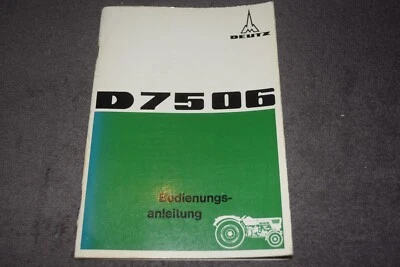 DEUTZ
D 7506
Bedienungs-
anleitung